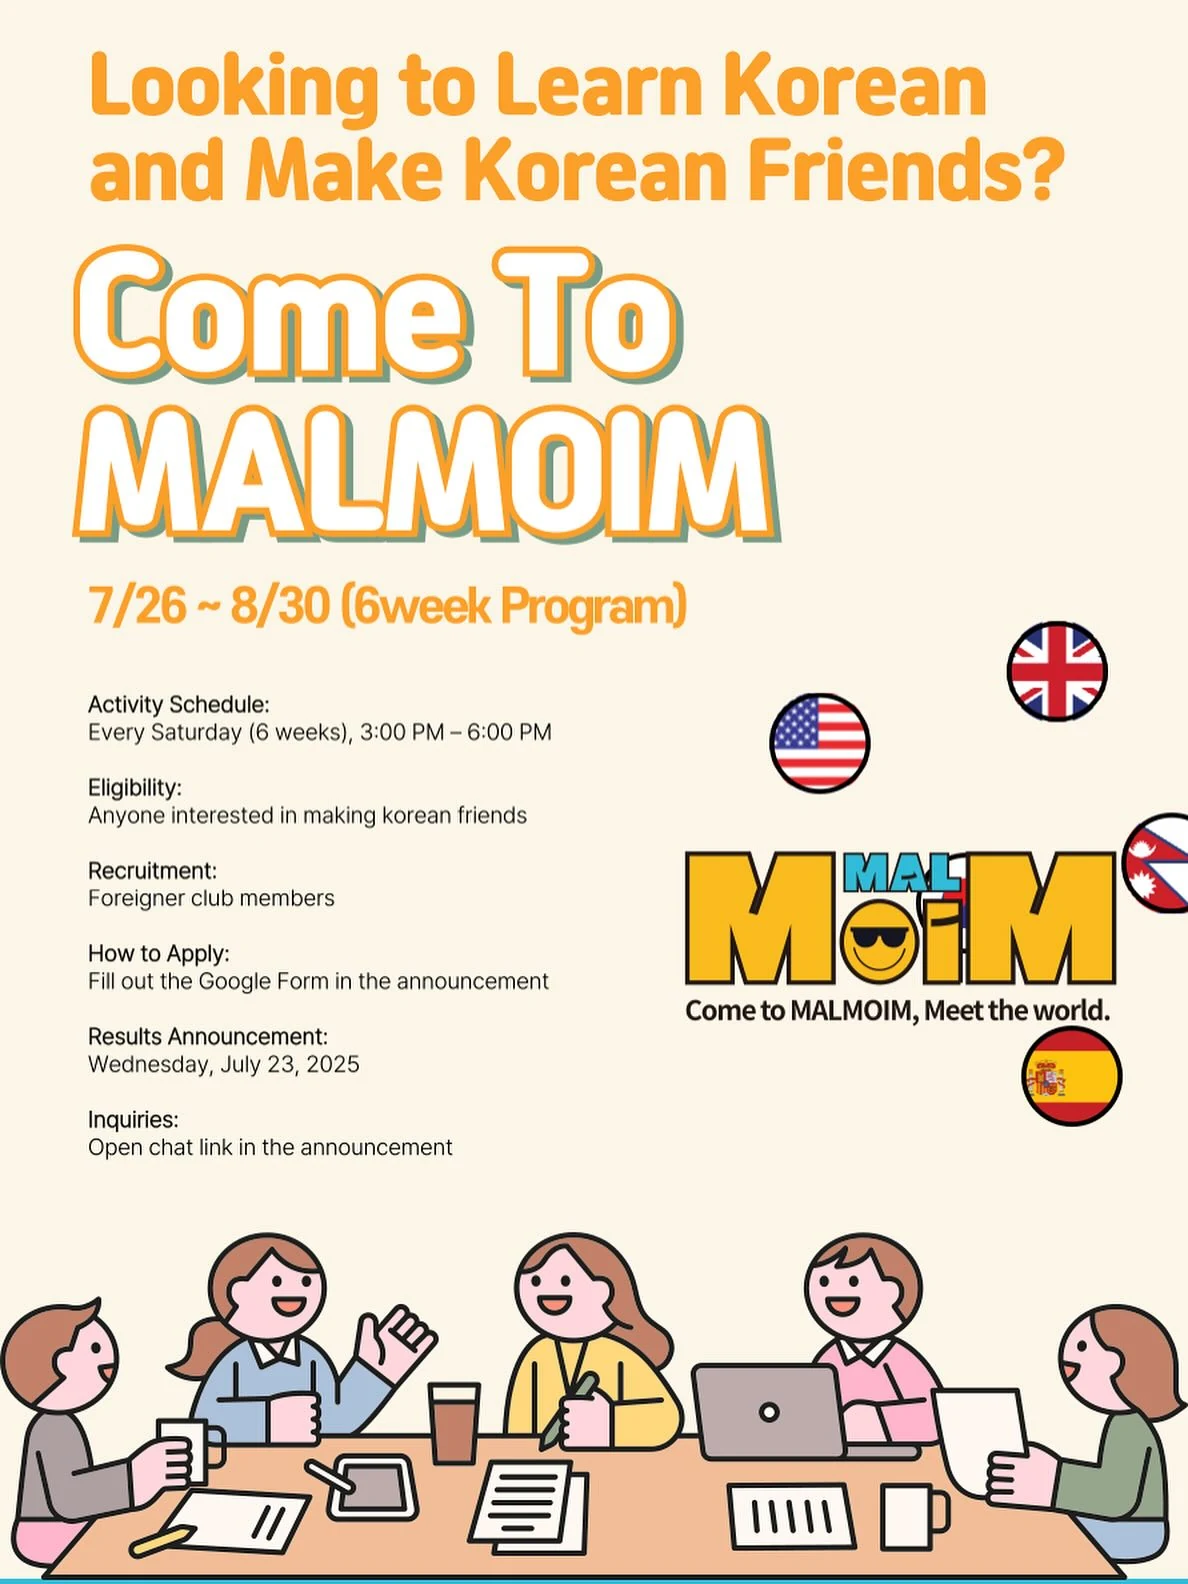 Looking to Learn Korean
and Make Korean Friends?
Come To
MALMOIM
7/26 ~ 8/30 (6week Program)
Activity Schedule:
Every Saturday (6 weeks), 3:00 PM – 6:00 PM
Eligibility:
Anyone interested in making korean friends
Recruitment:
Foreigner club members
How to Apply:
Fill out the Google Form in the announcement
Results Announcement:
Wednesday, July 23, 2025
Inquiries:
Open chat link in the announcement
MAL
MOiM
Come to MALMOIM, Meet the world.